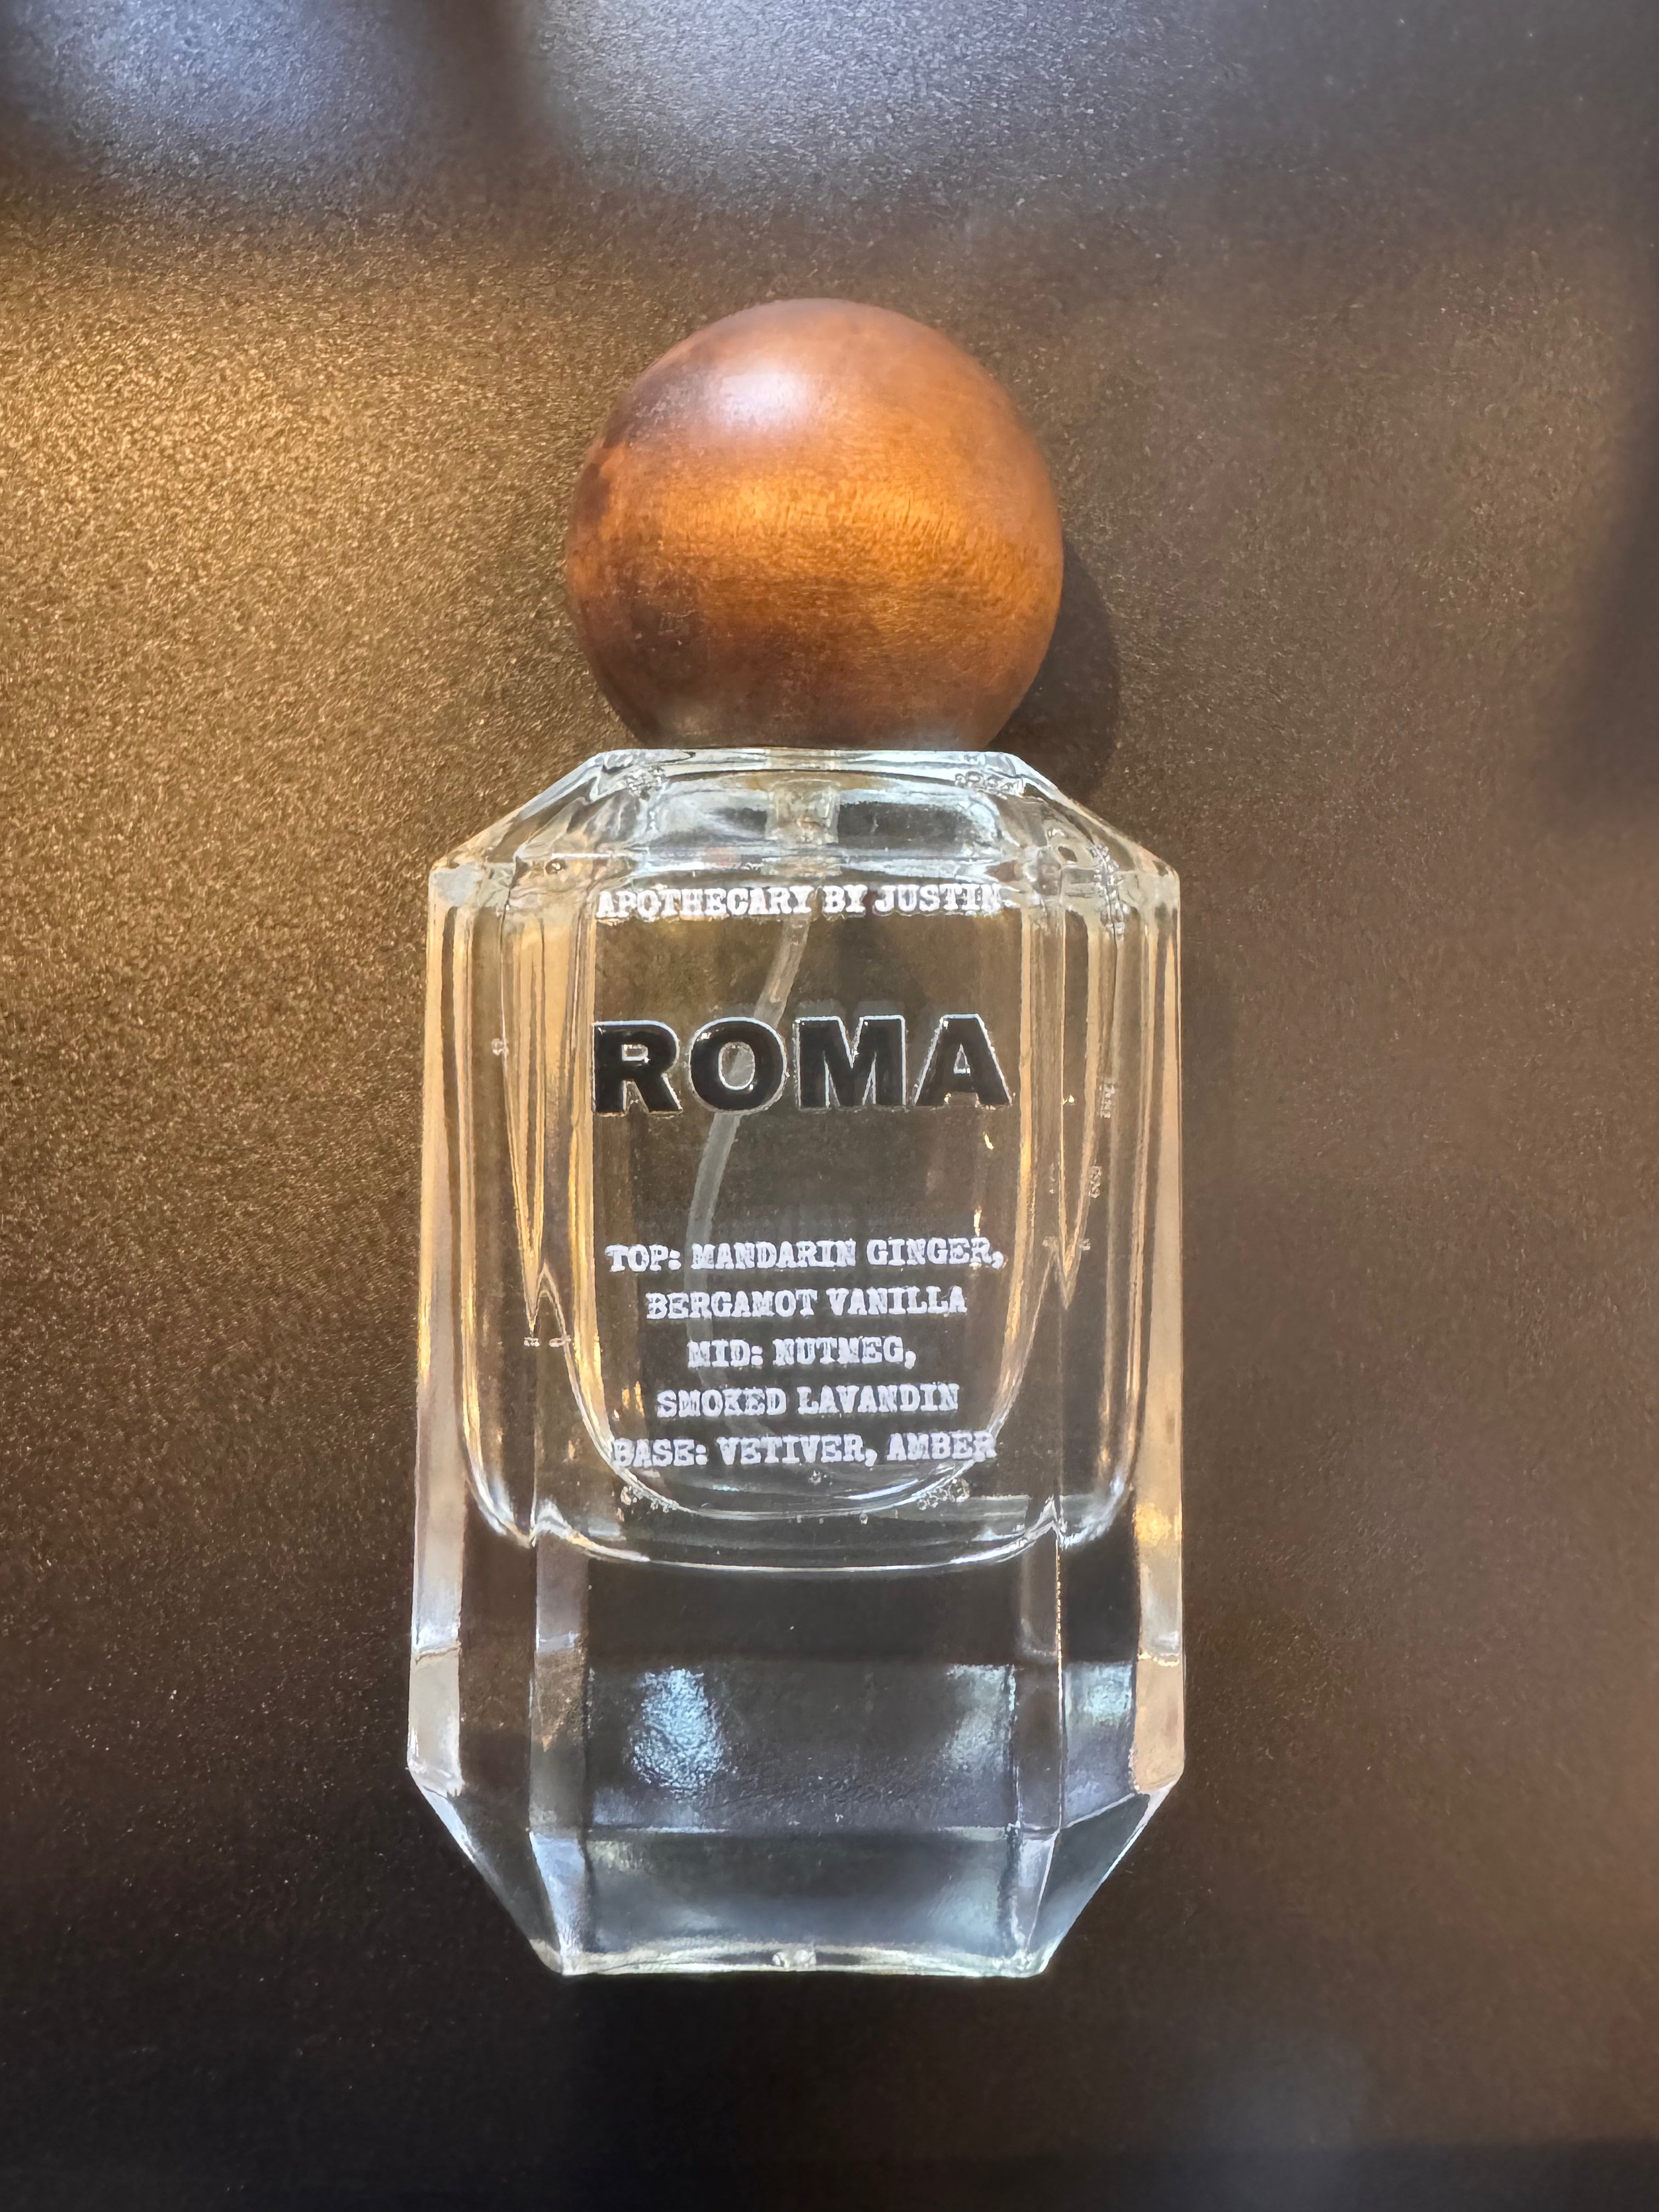 APOTHECARY BY JUSTIN
ROMA
TOP: MANDARIN GINGER,
BERGAMOT VANILLA
MID: NUTMEG,
SMOKED LAVANDIN
BASE: VETIVER, AMBER